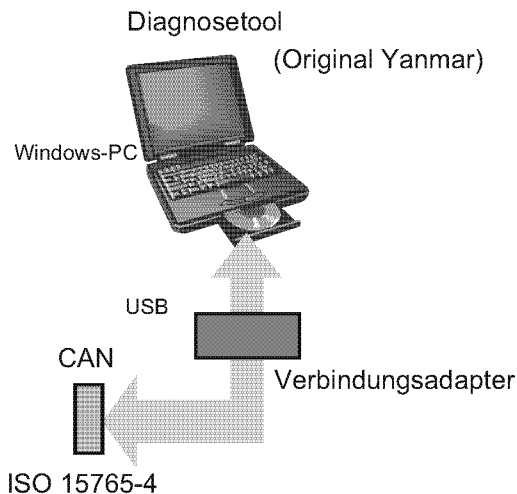 Diagnosetool
(Original Yanmar)
Windows-PC
USB
CAN
Verbindungsadapter
ISO 15765-4